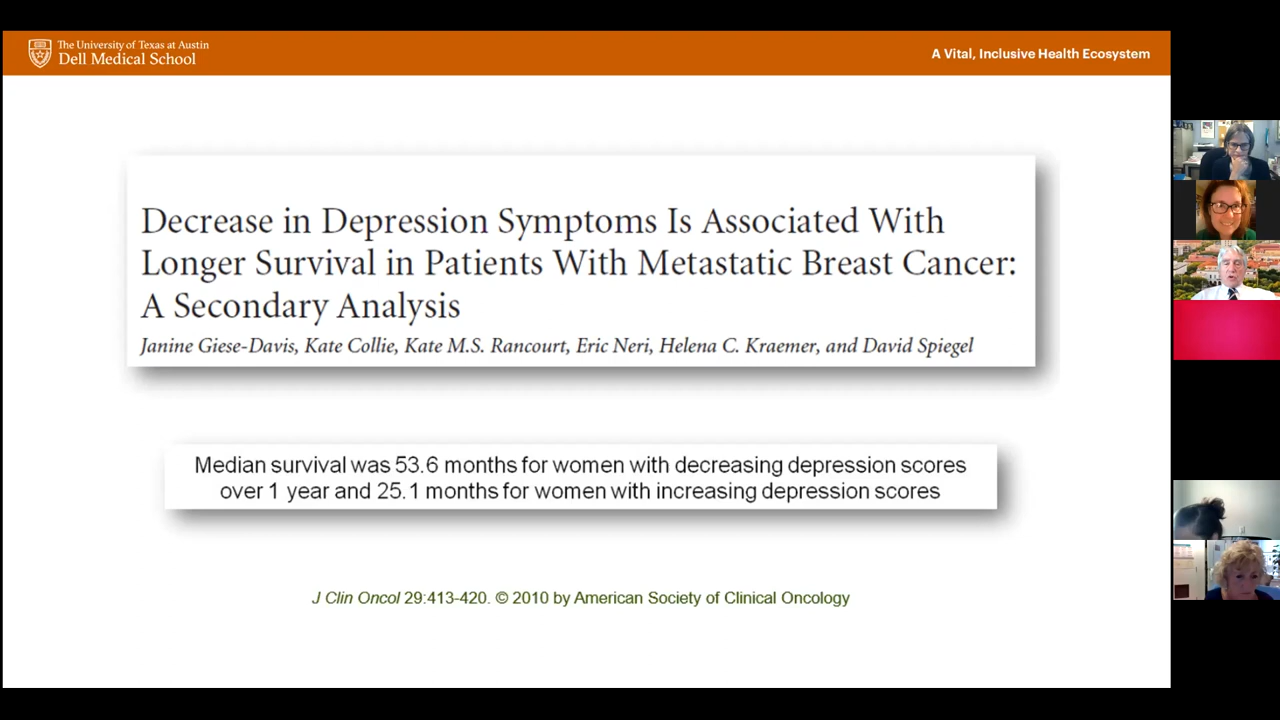 The University of Texas at Austin
Dell Medical School
A Vital, Inclusive Health Ecosystem
Decrease in Depression Symptoms Is Associated With
Longer Survival in Patients With Metastatic Breast Cancer:
A Secondary Analysis
Janine Giese-Davis, Kate Collie, Kate M.S. Rancourt, Eric Neri, Helena C. Kraemer, and David Spiegel
Median survival was 53.6 months for women with decreasing depression scores
over 1 year and 25.1 months for women with increasing depression scores
J Clin Oncol 29:413-420. © 2010 by American Society of Clinical Oncology